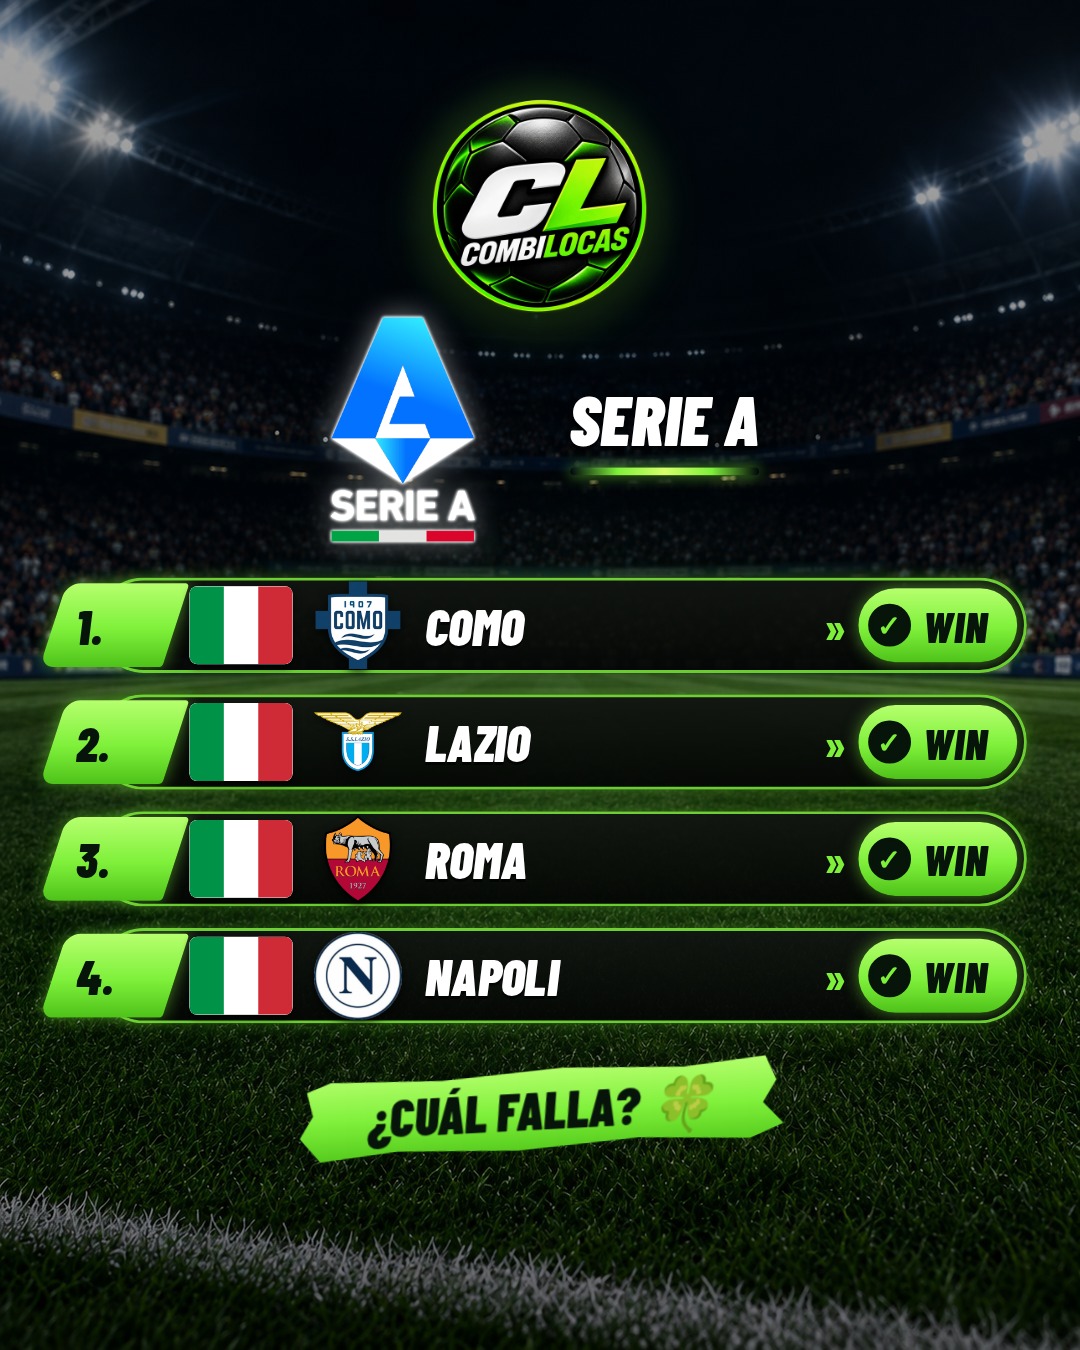 CL
COMBILOCAS
SERIE A
SERIE A
1. 1907 COMO COMO » ✓ WIN
2. S.S.LAZIO LAZIO » ✓ WIN
3. ROMA 1927 ROMA » ✓ WIN
4. N NAPOLI » ✓ WIN
¿CUÁL FALLA? 🍀